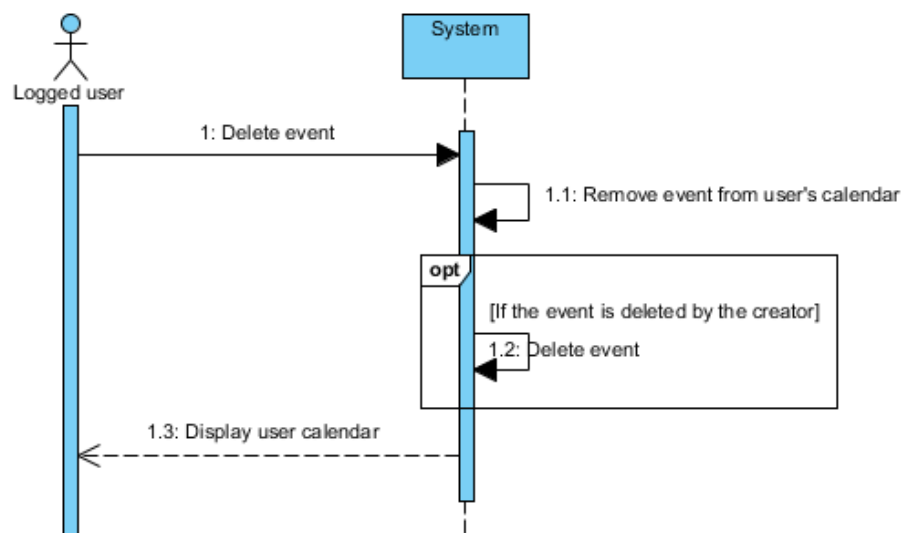 System
Logged user
1: Delete event
1.1: Remove event from user's calendar
opt
[If the event is deleted by the creator]
1.2: Delete event
1.3: Display user calendar